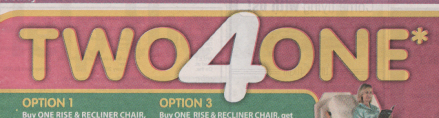 TWO4ONE*
OPTION 1
Buy ONE RISE & RECLINER CHAIR,
OPTION 3
Buy ONE RISE & RECLINER CHAIR, get